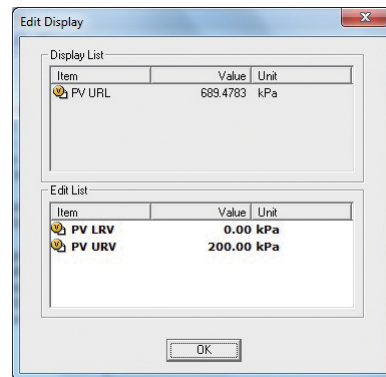 Edit Display
Display List
Item Value Unit
PV URL 689.4783 kPa
Edit List
Item Value Unit
PV LRV 0.00 kPa
PV URV 200.00 kPa
OK